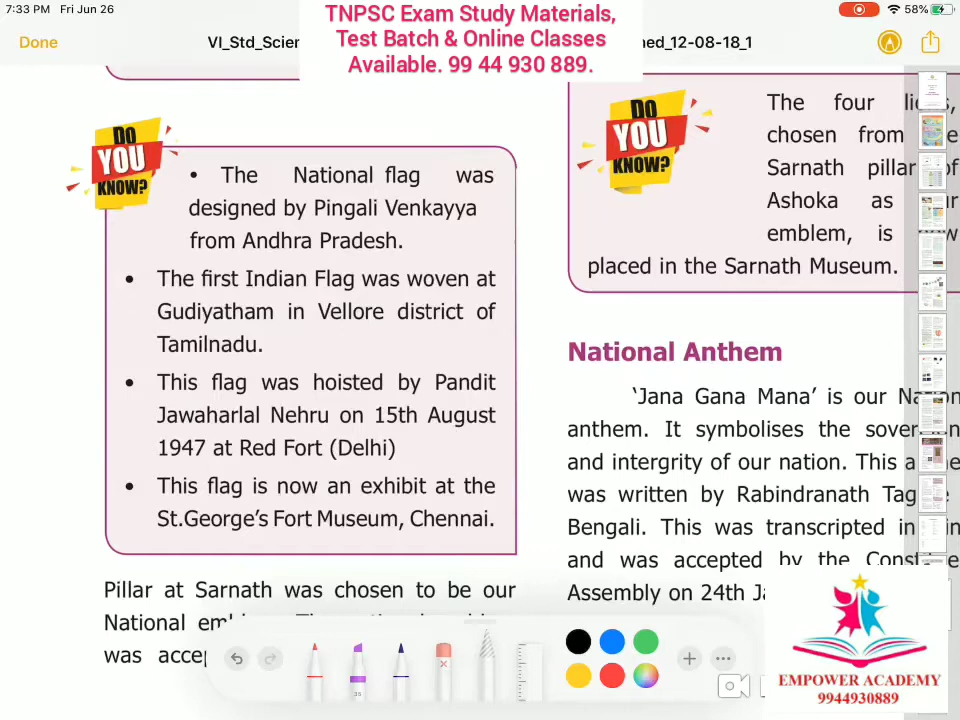 7:33 PM Fri Jun 26
58%
Done
VI_Std_Scien
TNPSC Exam Study Materials,
Test Batch & Online Classes
Available. 99 44 930 889.
ned_12-08-18_1
DO
YOU
KNOW?
• The National flag was
designed by Pingali Venkayya
from Andhra Pradesh.
• The first Indian Flag was woven at
Gudiyatham in Vellore district of
Tamilnadu.
• This flag was hoisted by Pandit
Jawaharlal Nehru on 15th August
1947 at Red Fort (Delhi)
• This flag is now an exhibit at the
St.George's Fort Museum, Chennai.
Pillar at Sarnath was chosen to be our
National
was
DO
YOU
KNOW?
The four
chosen from
Sarnath pillar of
Ashoka as
emblem, is
placed in the Sarnath Museum.
National Anthem
‘Jana Gana Mana’ is our
anthem. It symbolises the
and intergrity of our nation. This
was written by Rabindranath
Bengali. This was transcripted in
and was accepted by the
Assembly on 24th
35
EMPOWER ACADEMY
9944930889